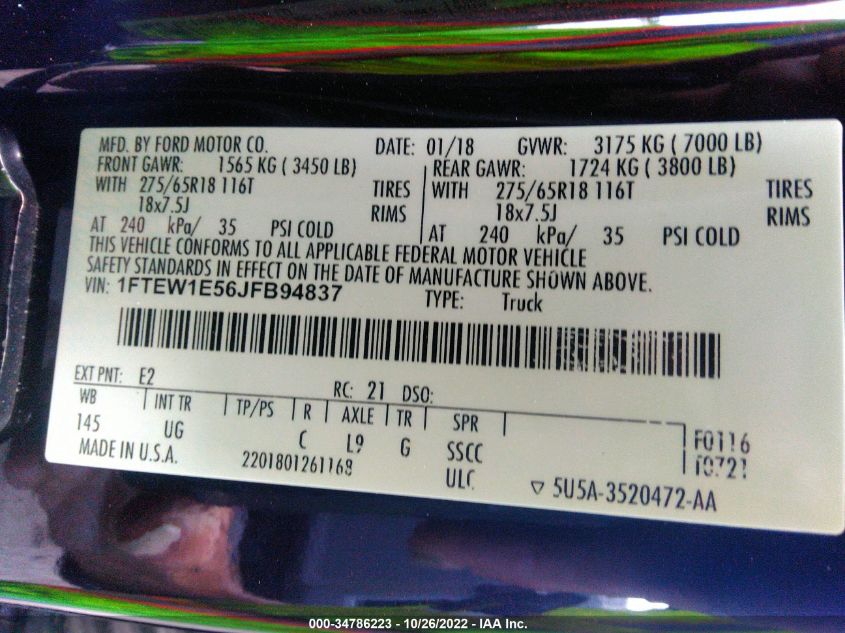 MFD. BY FORD MOTOR CO. DATE: 01/18 GVWR: 3175 KG ( 7000 LB)
FRONT GAWR: 1565 KG ( 3450 LB) REAR GAWR: 1724 KG ( 3800 LB)
WITH 275/65R18 116T TIRES WITH 275/65R18 116T TIRES
18x7.5J RIMS 18x7.5J RIMS
AT 240 kPa/ 35 PSI COLD AT 240 kPa/ 35 PSI COLD
THIS VEHICLE CONFORMS TO ALL APPLICABLE FEDERAL MOTOR VEHICLE
SAFETY STANDARDS IN EFFECT ON THE DATE OF MANUFACTURE SHOWN ABOVE.
VIN: 1FTEW1E56JFB94837 TYPE: Truck
EXT PNT: E2 RC: 21 DSO:
WB INT TR TP/PS R AXLE TR SPR
145 UG C L9 G SSCC F0116
MADE IN U.S.A. 2201801261168 ULC T0721
▽ 5U5A-3520472-AA
000-34786223 - 10/26/2022 - IAA Inc.